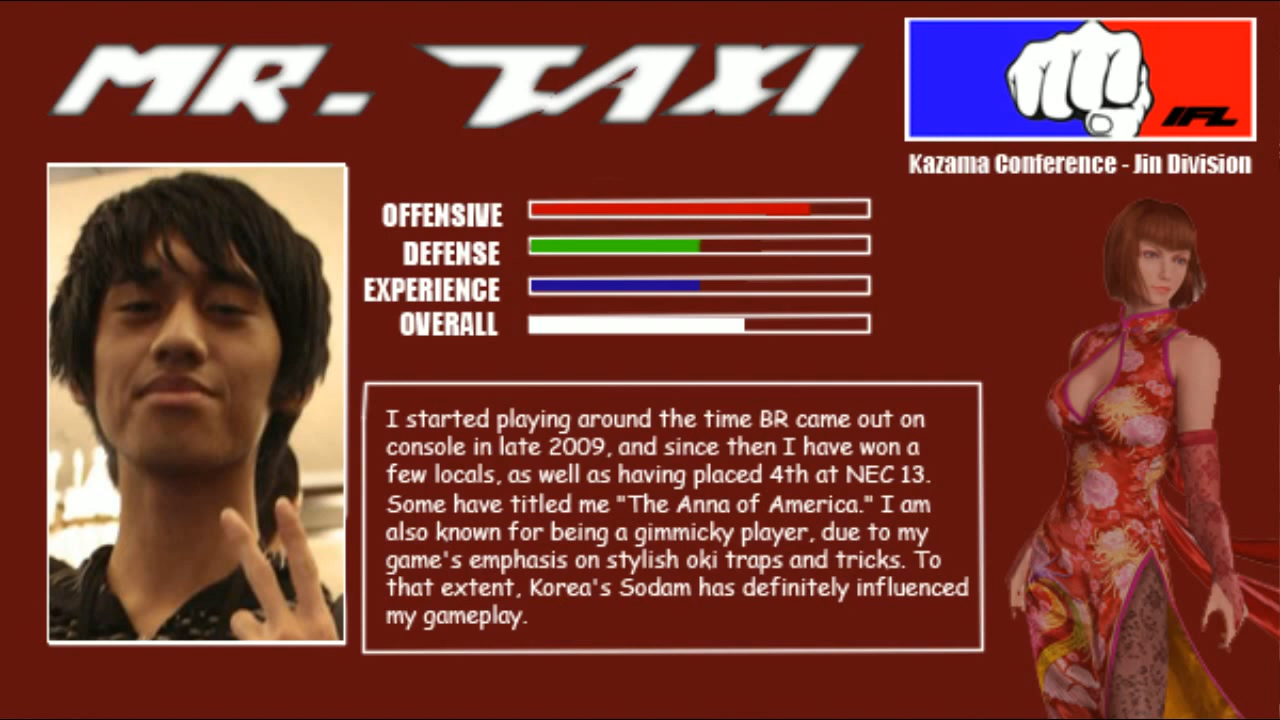 MR. TAXI
IFL
Kazama Conference - Jin Division
OFFENSIVE
DEFENSE
EXPERIENCE
OVERALL
I started playing around the time BR came out on
console in late 2009, and since then I have won a
few locals, as well as having placed 4th at NEC 13.
Some have titled me "The Anna of America." I am
also known for being a gimmicky player, due to my
game's emphasis on stylish oki traps and tricks. To
that extent, Korea's Sodam has definitely influenced
my gameplay.